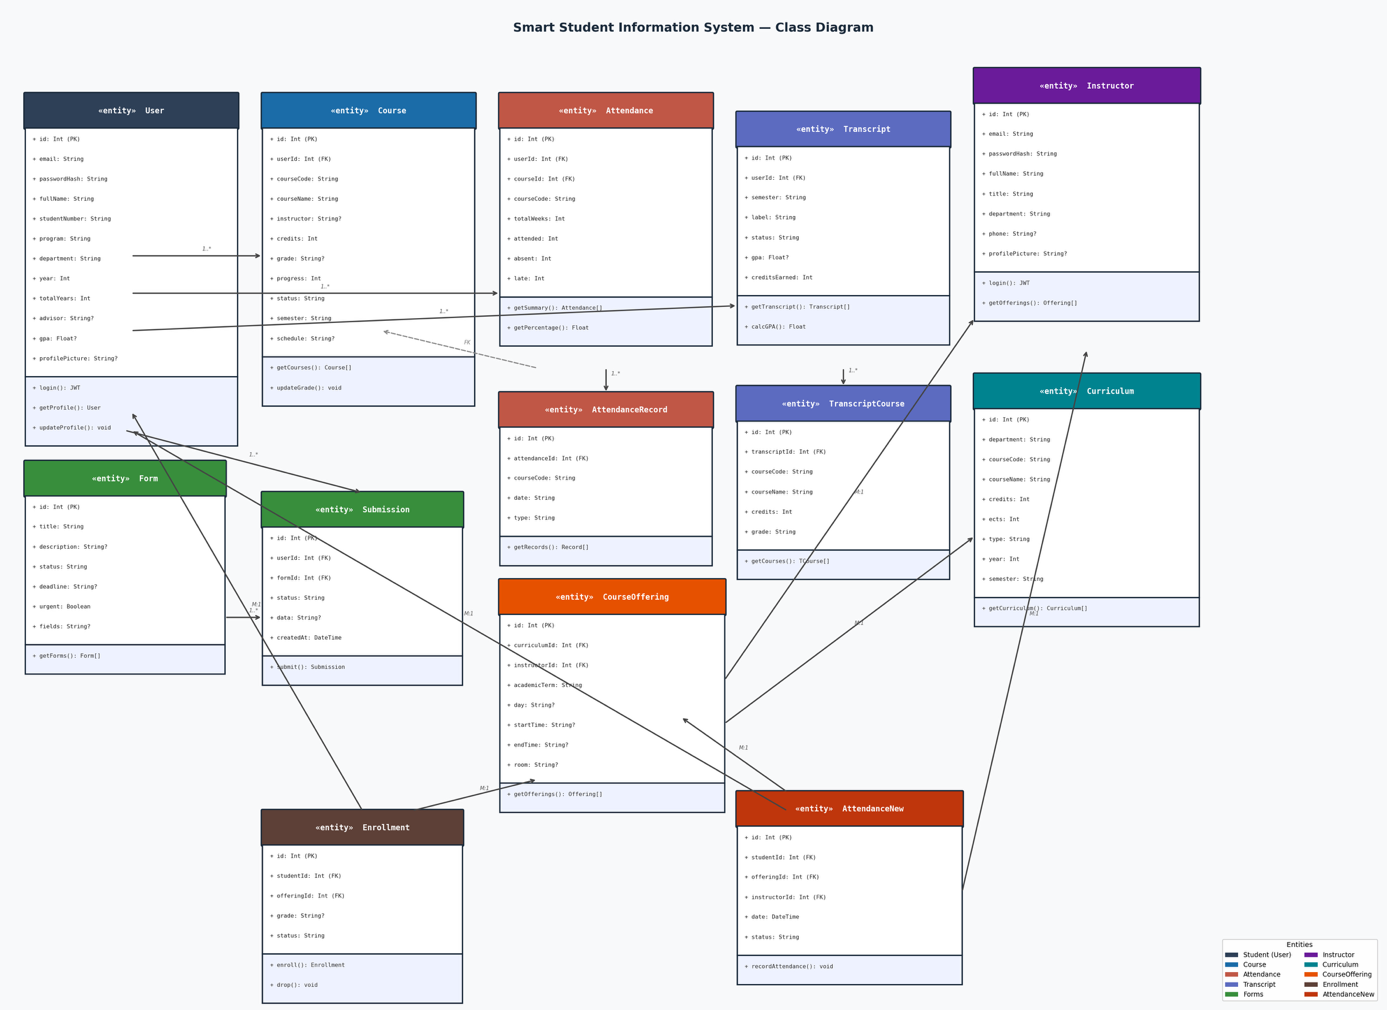 Smart Student Information System — Class Diagram
«entity» User
+ id: Int (PK)
+ email: String
+ passwordHash: String
+ fullName: String
+ studentNumber: String
+ program: String
+ department: String
+ year: Int
+ totalYears: Int
+ advisor: String?
+ gpa: Float?
+ profilePicture: String?
+ login(): JWT
+ getProfile(): User
+ updateProfile(): void
«entity» Course
+ id: Int (PK)
+ userId: Int (FK)
+ courseCode: String
+ courseName: String
+ instructor: String?
+ credits: Int
+ grade: String?
+ progress: Int
+ status: String
+ semester: String
+ schedule: String?
+ getCourses(): Course[]
+ updateGrade(): void
«entity» Attendance
+ id: Int (PK)
+ userId: Int (FK)
+ courseId: Int (FK)
+ courseCode: String
+ totalWeeks: Int
+ attended: Int
+ absent: Int
+ late: Int
+ getSummary(): Attendance[]
+ getPercentage(): Float
«entity» Transcript
+ id: Int (PK)
+ userId: Int (FK)
+ semester: String
+ label: String
+ status: String
+ gpa: Float?
+ creditsEarned: Int
+ getTranscript(): Transcript[]
+ calcGPA(): Float
«entity» Instructor
+ id: Int (PK)
+ email: String
+ passwordHash: String
+ fullName: String
+ title: String
+ department: String
+ phone: String?
+ profilePicture: String?
+ login(): JWT
+ getOfferings(): Offering[]
1..*
1..*
1..*
FK
1..*
1..*
«entity» AttendanceRecord
+ id: Int (PK)
+ attendanceId: Int (FK)
+ courseCode: String
+ date: String
+ type: String
+ getRecords(): Record[]
«entity» TranscriptCourse
+ id: Int (PK)
+ transcriptId: Int (FK)
+ courseCode: String
+ courseName: String
+ credits: Int
+ grade: String
+ getCourses(): TCourse[]
«entity» Curriculum
+ id: Int (PK)
+ department: String
+ courseCode: String
+ courseName: String
+ credits: Int
+ ects: Int
+ type: String
+ year: Int
+ semester: String
+ getCurriculum(): Curriculum[]
1..*
«entity» Form
+ id: Int (PK)
+ title: String
+ description: String?
+ status: String
+ deadline: String?
+ urgent: Boolean
+ fields: String?
+ getForms(): Form[]
«entity» Submission
+ id: Int (PK)
+ userId: Int (FK)
+ formId: Int (FK)
+ status: String
+ data: String?
+ createdAt: DateTime
+ submit(): Submission
M:1
1..*
M:1
M:1
M:1
M:1
«entity» CourseOffering
+ id: Int (PK)
+ curriculumId: Int (FK)
+ instructorId: Int (FK)
+ academicTerm: String
+ day: String?
+ startTime: String?
+ endTime: String?
+ room: String?
+ getOfferings(): Offering[]
M:1
M:1
«entity» Enrollment
+ id: Int (PK)
+ studentId: Int (FK)
+ offeringId: Int (FK)
+ grade: String?
+ status: String
+ enroll(): Enrollment
+ drop(): void
«entity» AttendanceNew
+ id: Int (PK)
+ studentId: Int (FK)
+ offeringId: Int (FK)
+ instructorId: Int (FK)
+ date: DateTime
+ status: String
+ recordAttendance(): void
Entities
Student (User)
Course
Attendance
Transcript
Forms
Instructor
Curriculum
CourseOffering
Enrollment
AttendanceNew